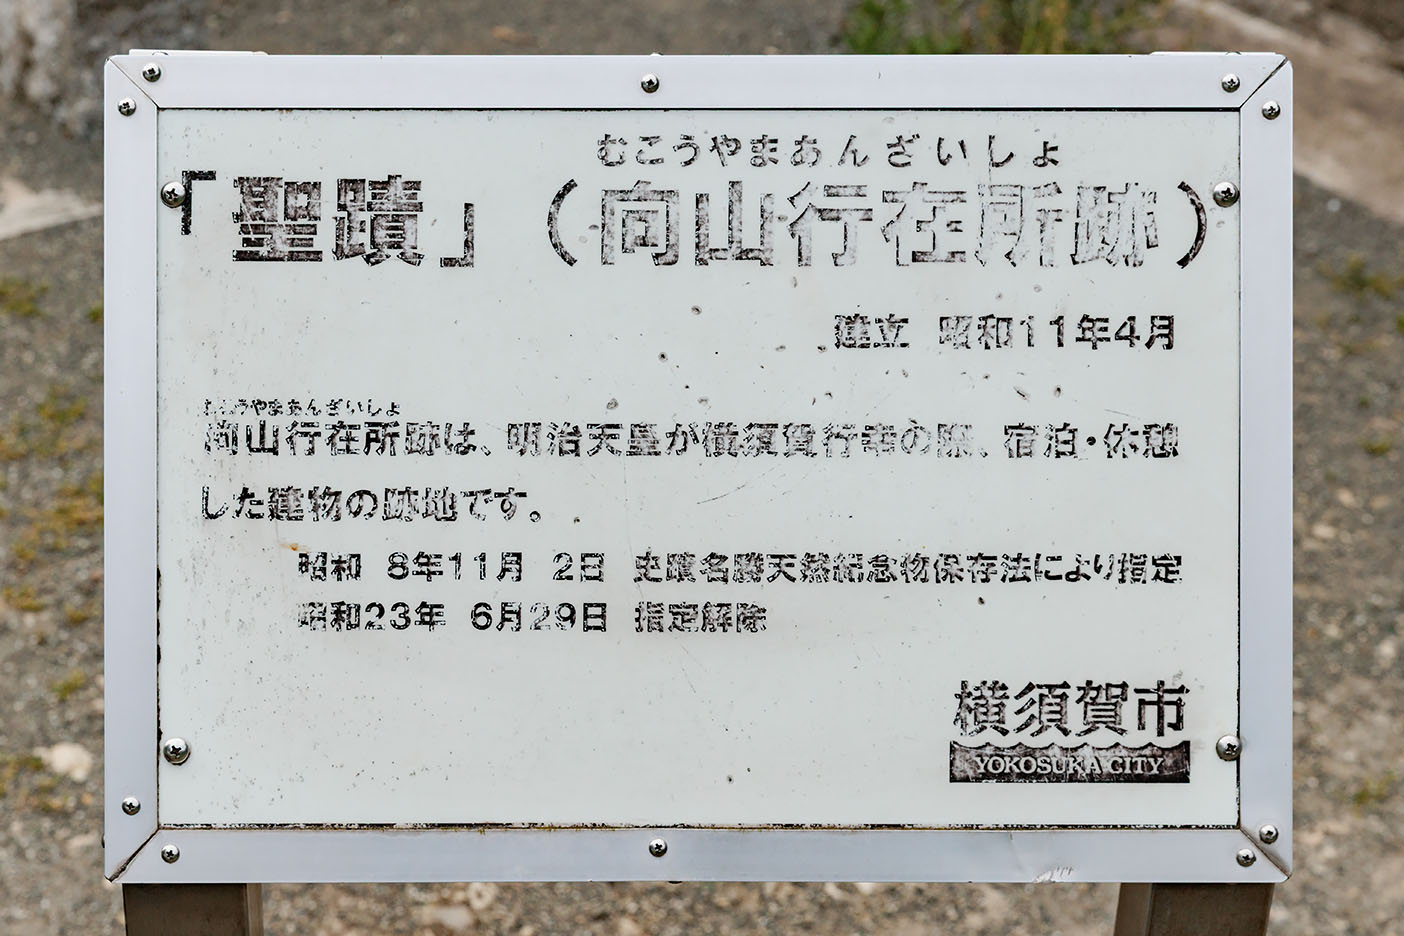 むこうやまあんざいしょ
「聖蹟」（向山行在所跡）
建立 昭和11年4月
むこうやまあんざいしょ
向山行在所跡は、明治天皇が横須賀行幸の際、宿泊・休憩
した建物の跡地です。
昭和 8年11月 2日 史蹟名勝天然紀念物保存法により指定
昭和23年 6月29日 指定解除
横須賀市
YOKOSUKA CITY